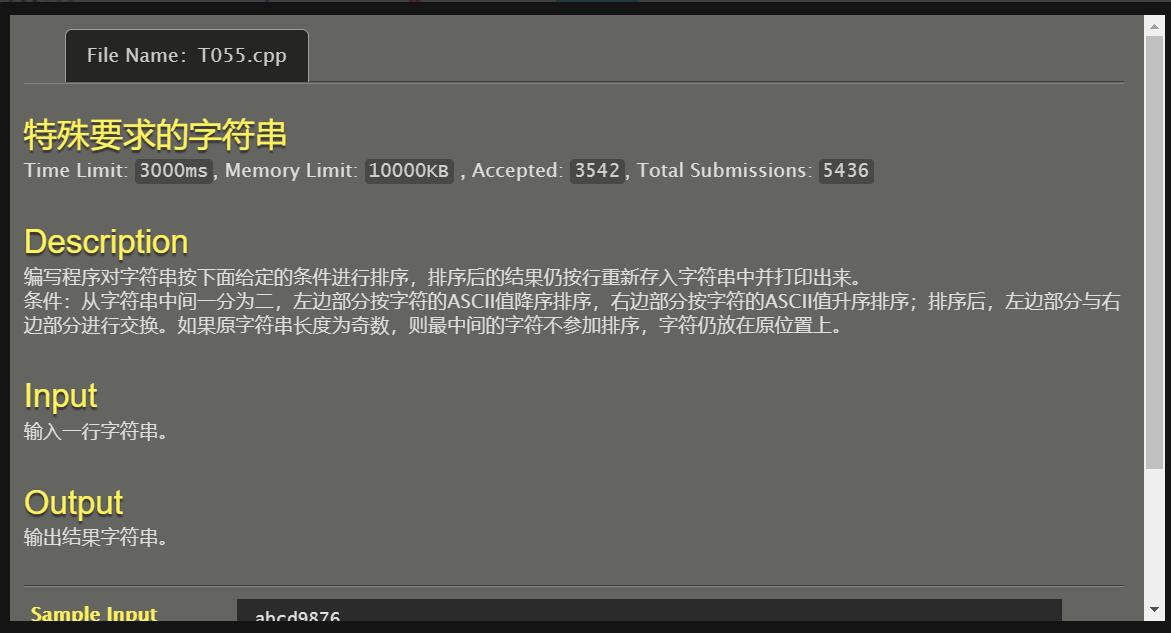 File Name：T055.cpp
特殊要求的字符串
Time Limit: 3000ms, Memory Limit: 10000KB , Accepted: 3542, Total Submissions: 5436
Description
编写程序对字符串按下面给定的条件进行排序，排序后的结果仍按行重新存入字符串中并打印出来。
条件：从字符串中间一分为二，左边部分按字符的ASCII值降序排序，右边部分按字符的ASCII值升序排序；排序后，左边部分与右
边部分进行交换。如果原字符串长度为奇数，则最中间的字符不参加排序，字符仍放在原位置上。
Input
输入一行字符串。
Output
输出结果字符串。
Sample Input abcd9876